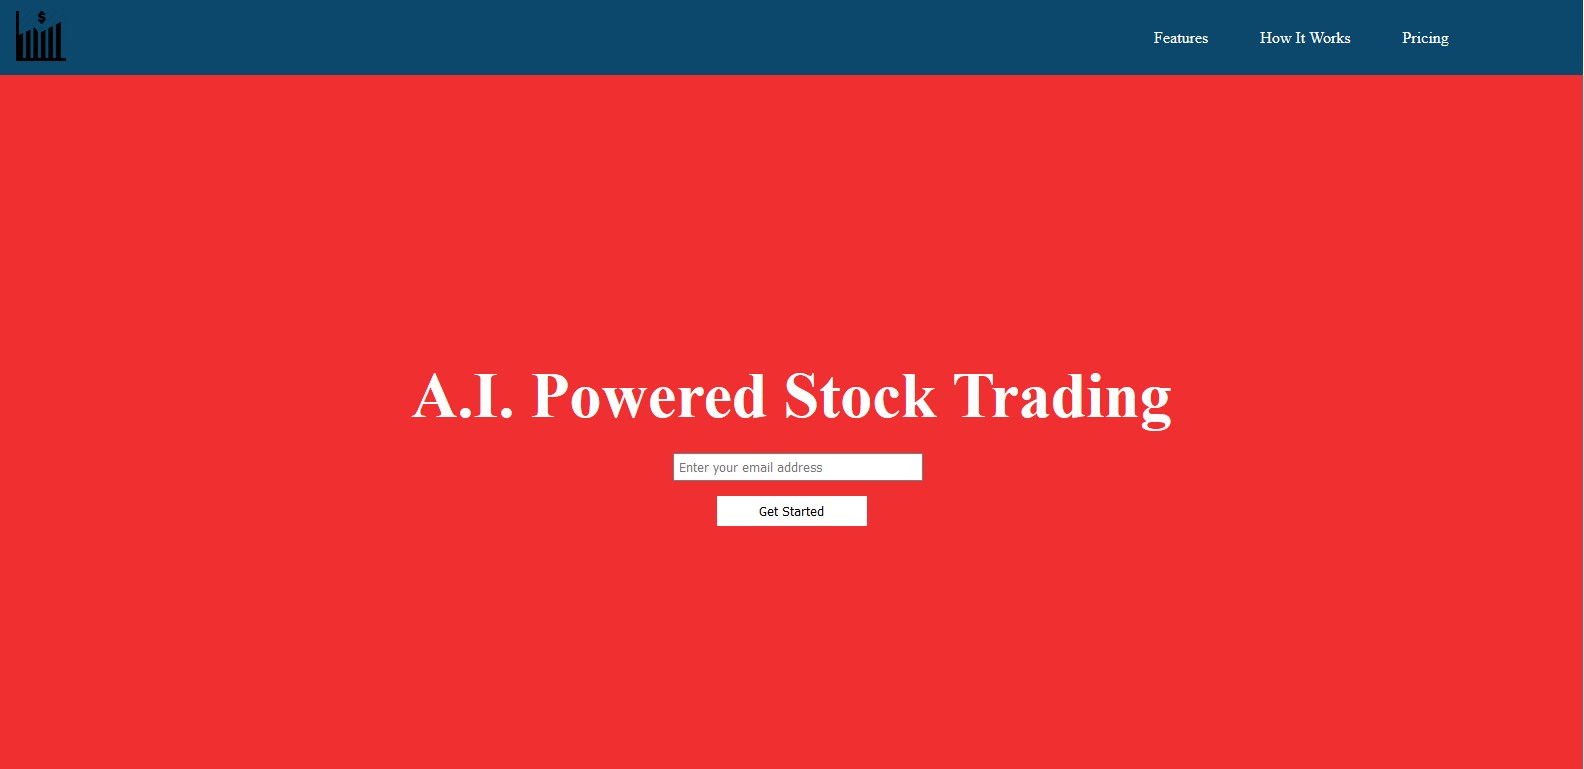 $
Features How It Works Pricing
A.I. Powered Stock Trading
Enter your email address
Get Started